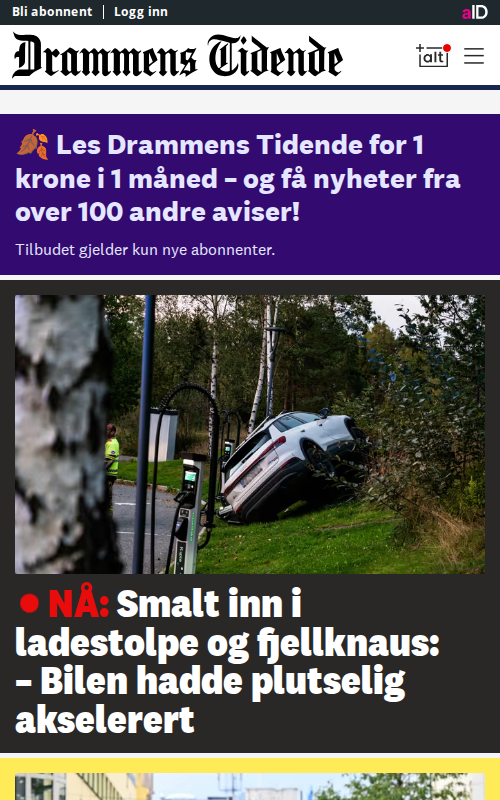 Bli abonnent | Logg inn
aID
Drammens Tidende
+alt
🍂 Les Drammens Tidende for 1
krone i 1 måned – og få nyheter fra
over 100 andre aviser!
Tilbudet gjelder kun nye abonnenter.
● NÅ: Smalt inn i
ladestolpe og fjellknaus:
– Bilen hadde plutselig
akselerert